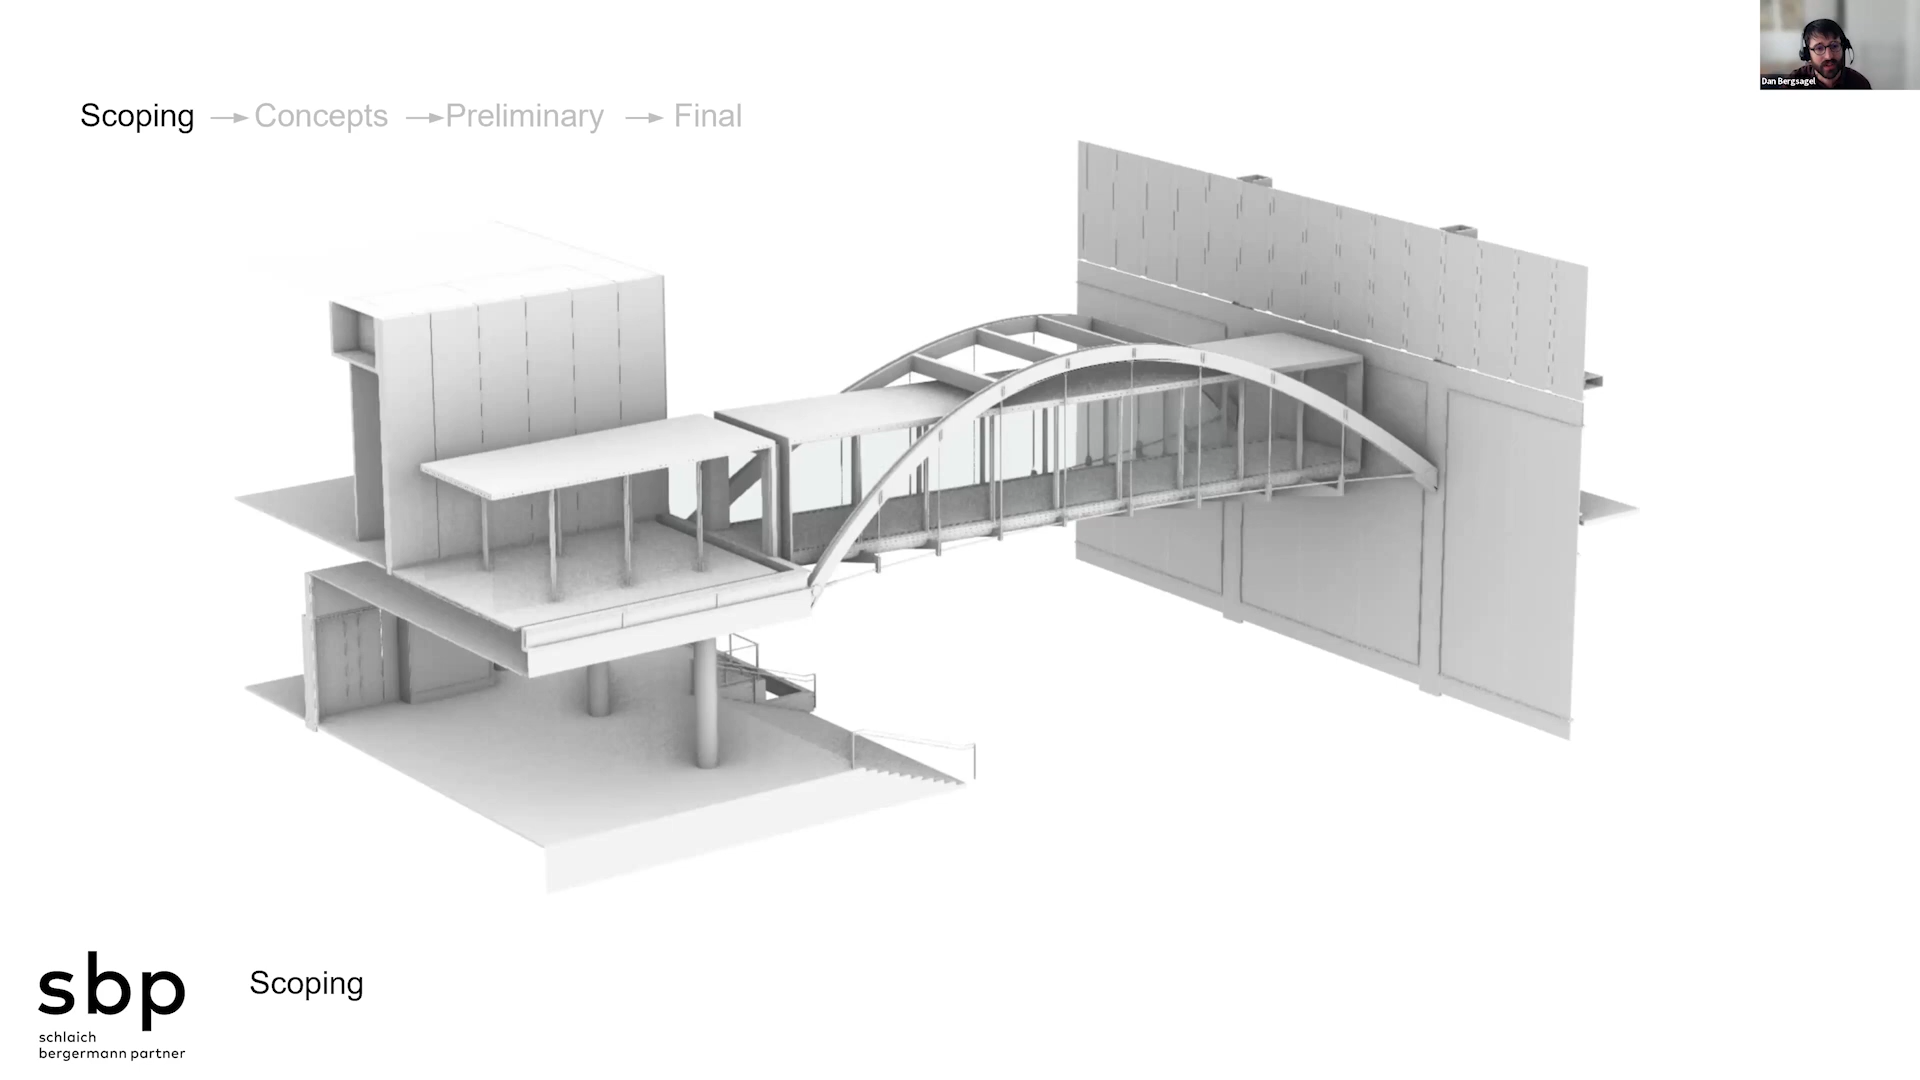 Dan Bergsagel
Scoping → Concepts → Preliminary → Final
sbp
schlaich
bergermann partner
Scoping